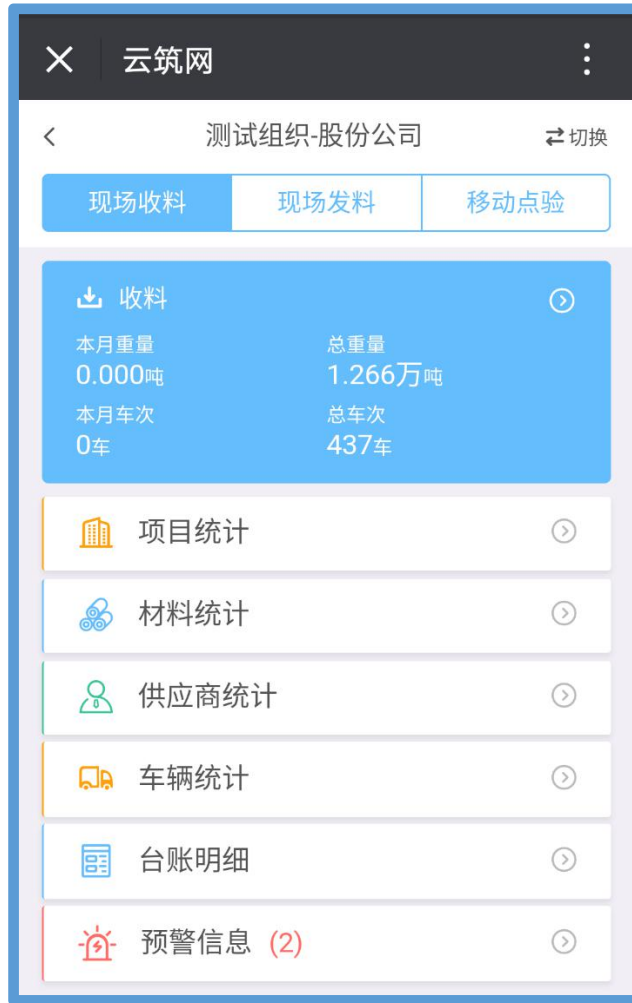 云筑网
测试组织-股份公司 切换
现场收料 现场发料 移动点验
收料
本月重量 总重量
0.000吨 1.266万吨
本月车次 总车次
0车 437车
项目统计
材料统计
供应商统计
车辆统计
台账明细
预警信息 (2)